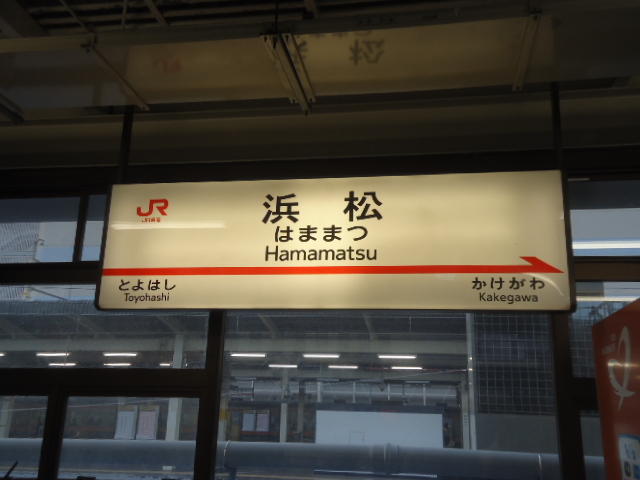 JR
浜 松
はままつ
Hamamatsu
とよはし
Toyohashi
かけがわ
Kakegawa